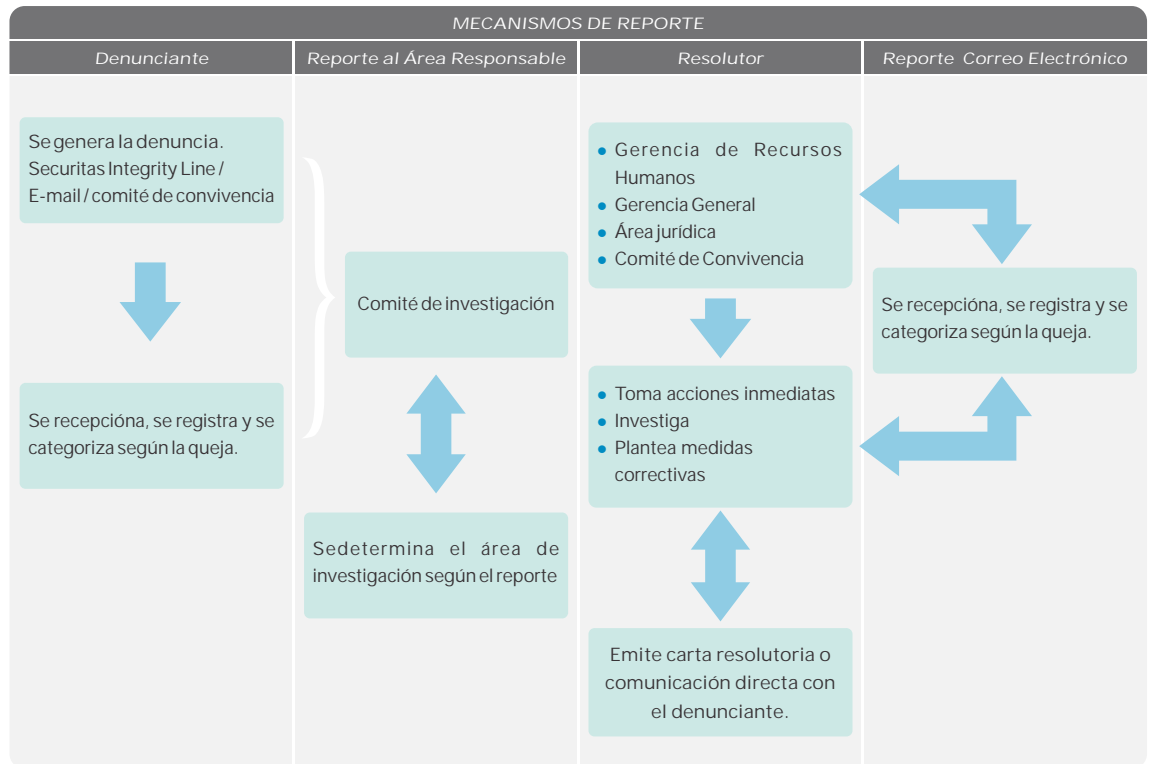 MECANISMOS DE REPORTE
Denunciante
Reporte al Área Responsable
Resolutor
Reporte Correo Electrónico
Se genera la denuncia.
Securitas Integrity Line /
E-mail / comité de convivencia
Se recepcióna, se registra y se
categoriza según la queja.
Comité de investigación
Sedetermina el área de
investigación según el reporte
• Gerencia de Recursos
Humanos
• Gerencia General
• Área jurídica
• Comité de Convivencia
• Toma acciones inmediatas
• Investiga
• Plantea medidas
correctivas
Emite carta resolutoria o
comunicación directa con
el denunciante.
Se recepcióna, se registra y se
categoriza según la queja.